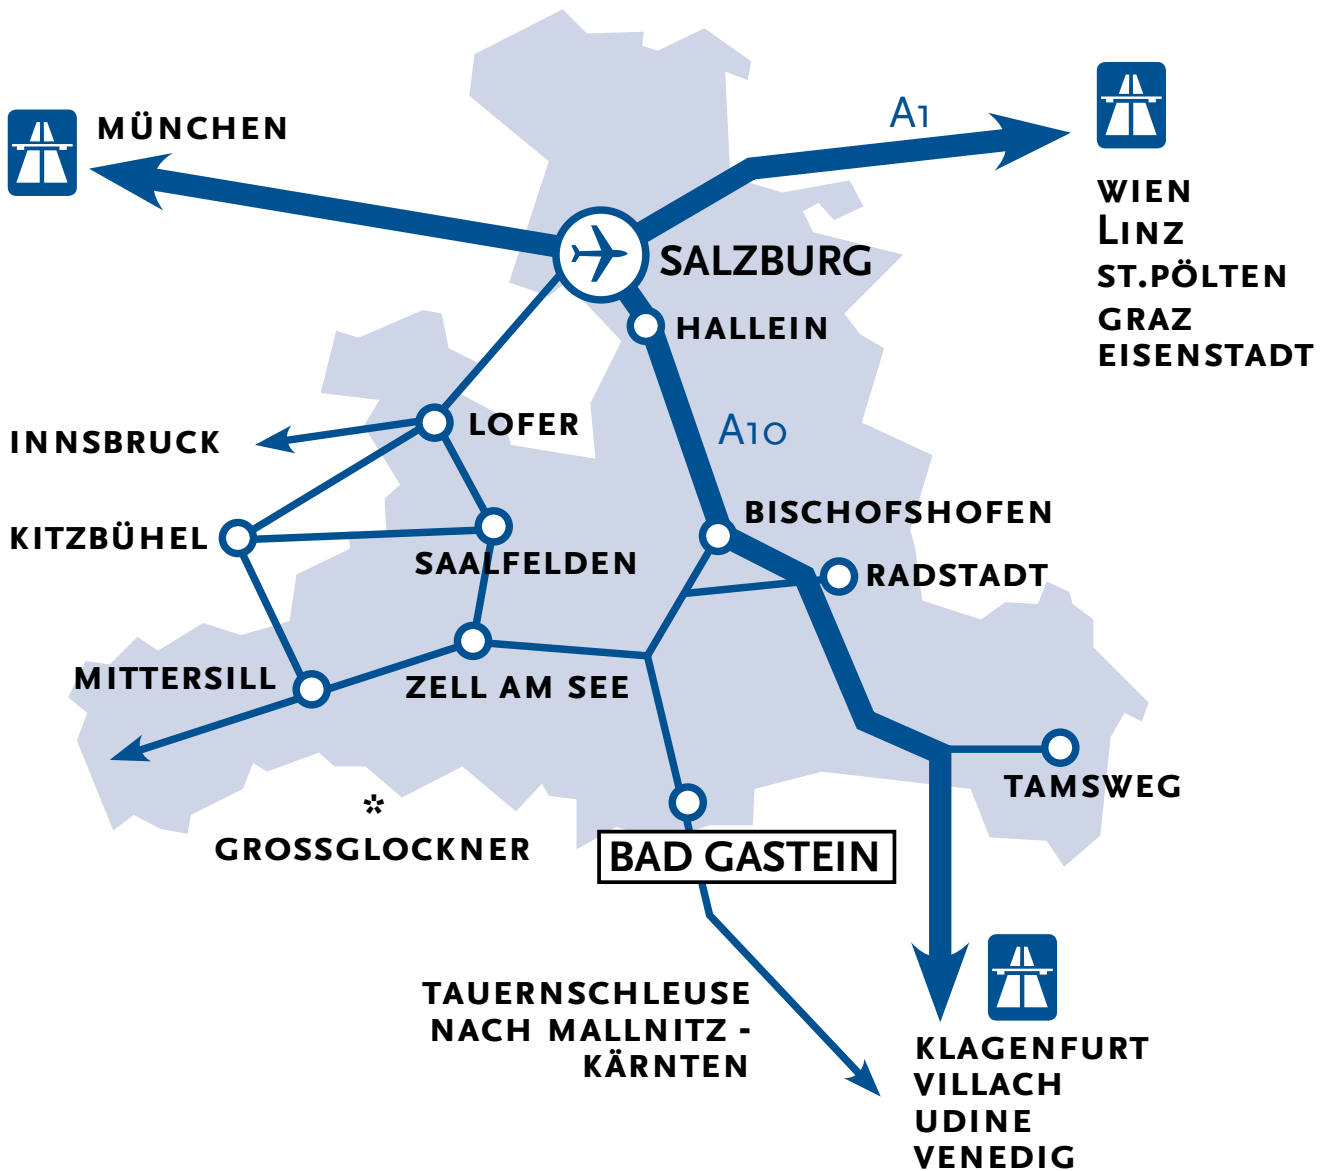 MÜNCHEN
A1
WIEN
LINZ
ST.PÖLTEN
GRAZ
EISENSTADT
SALZBURG
HALLEIN
LOFER
A10
INNSBRUCK
BISCHOFSHOFEN
KITZBÜHEL
SAALFELDEN
RADSTADT
MITTERSILL
ZELL AM SEE
TAMSWEG
*
GROSSGLOCKNER
BAD GASTEIN
TAUERNSCHLEUSE
NACH MALLNITZ -
KÄRNTEN
KLAGENFURT
VILLACH
UDINE
VENEDIG